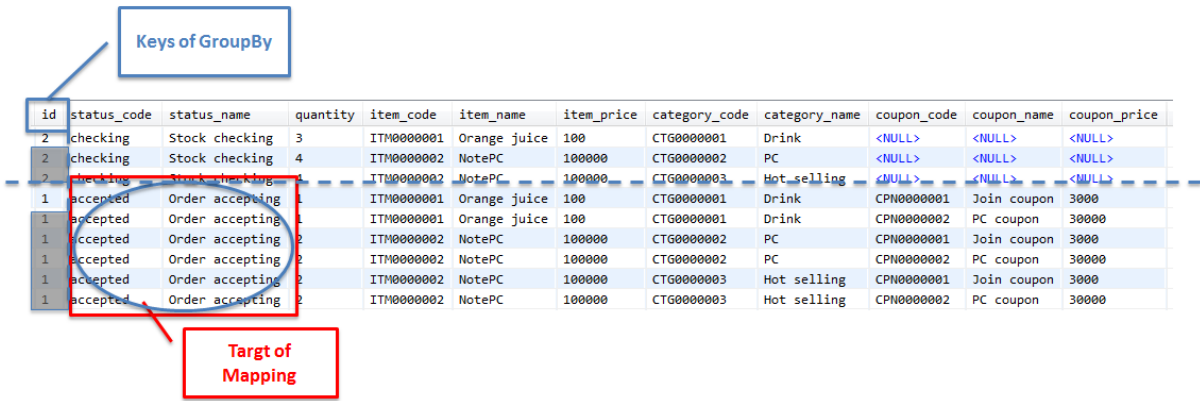 Keys of GroupBy
id status_code status_name quantity item_code item_name item_price category_code category_name coupon_code coupon_name coupon_price
2 checking Stock checking 3 ITM0000001 Orange juice 100 CTG0000001 Drink <NULL> <NULL> <NULL>
2 checking Stock checking 4 ITM0000002 NotePC 100000 CTG0000002 PC <NULL> <NULL> <NULL>
2 checking Stock checking 4 ITM0000002 NotePC 100000 CTG0000003 Hot selling <NULL> <NULL> <NULL>
1 accepted Order accepting 1 ITM0000001 Orange juice 100 CTG0000001 Drink CPN0000001 Join coupon 3000
1 accepted Order accepting 1 ITM0000001 Orange juice 100 CTG0000001 Drink CPN0000002 PC coupon 30000
1 accepted Order accepting 2 ITM0000002 NotePC 100000 CTG0000002 PC CPN0000001 Join coupon 3000
1 accepted Order accepting 2 ITM0000002 NotePC 100000 CTG0000002 PC CPN0000002 PC coupon 30000
1 accepted Order accepting 2 ITM0000002 NotePC 100000 CTG0000003 Hot selling CPN0000001 Join coupon 3000
1 accepted Order accepting 2 ITM0000002 NotePC 100000 CTG0000003 Hot selling CPN0000002 PC coupon 30000
Targt of
Mapping